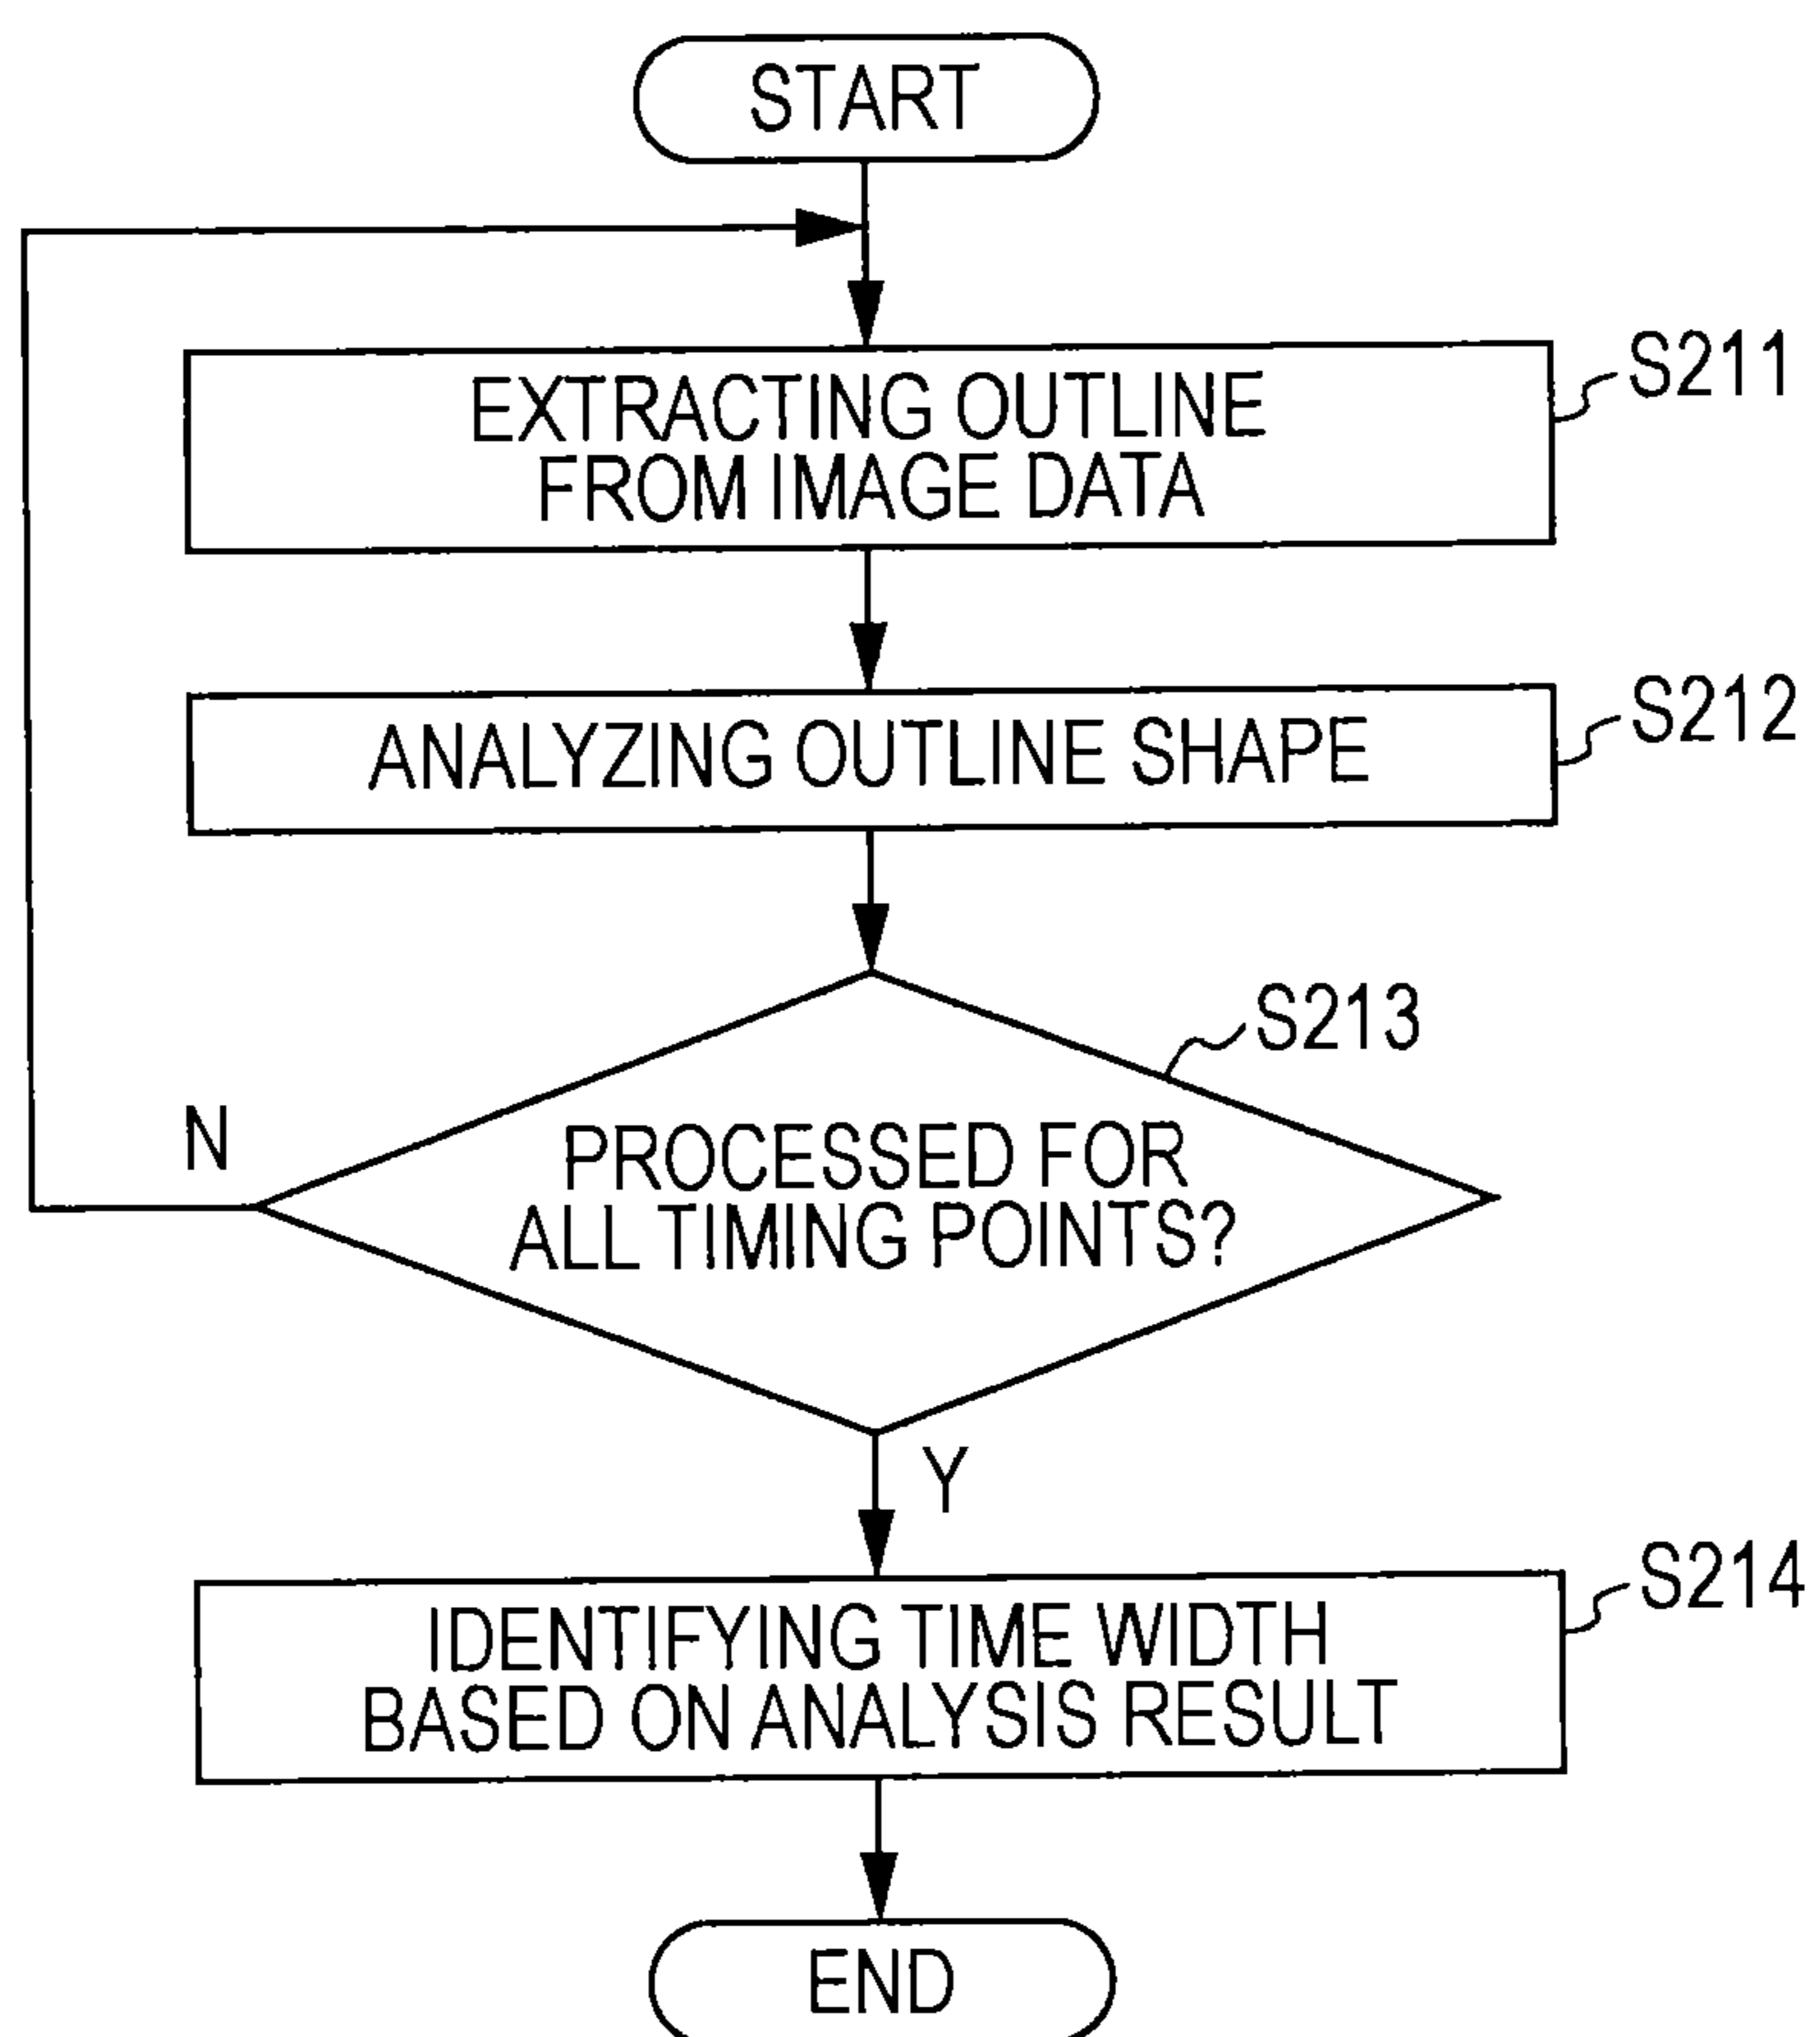 START
EXTRACTING OUTLINE
FROM IMAGE DATA
S211
ANALYZING OUTLINE SHAPE
S212
S213
N
PROCESSED FOR
ALL TIMING POINTS?
Y
IDENTIFYING TIME WIDTH
BASED ON ANALYSIS RESULT
S214
END